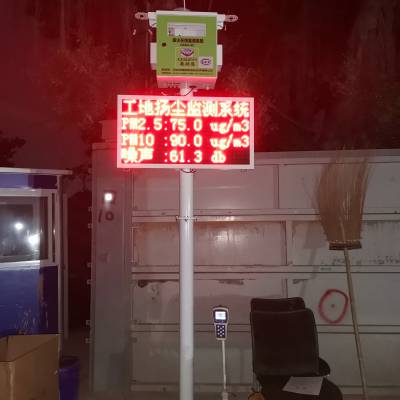 工地扬尘监测系统
PM2.5:75.0 ug/m3
PM10 :90.0 ug/m3
噪声 :61.3 db